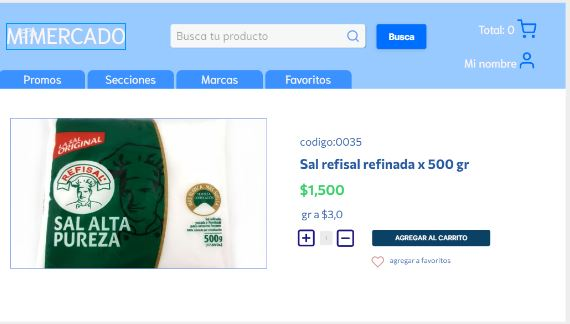 MIMERCADO
Busca tu producto
Busca
Total: 0
Mi nombre
Promos
Secciones
Marcas
Favoritos
LA SAL
ORIGINAL
REFISAL
SAL ALTA
PUREZA
500g
codigo:0035
Sal refisal refinada x 500 gr
$1,500
gr a $3,0
1
AGREGAR AL CARRITO
agregar a favoritos